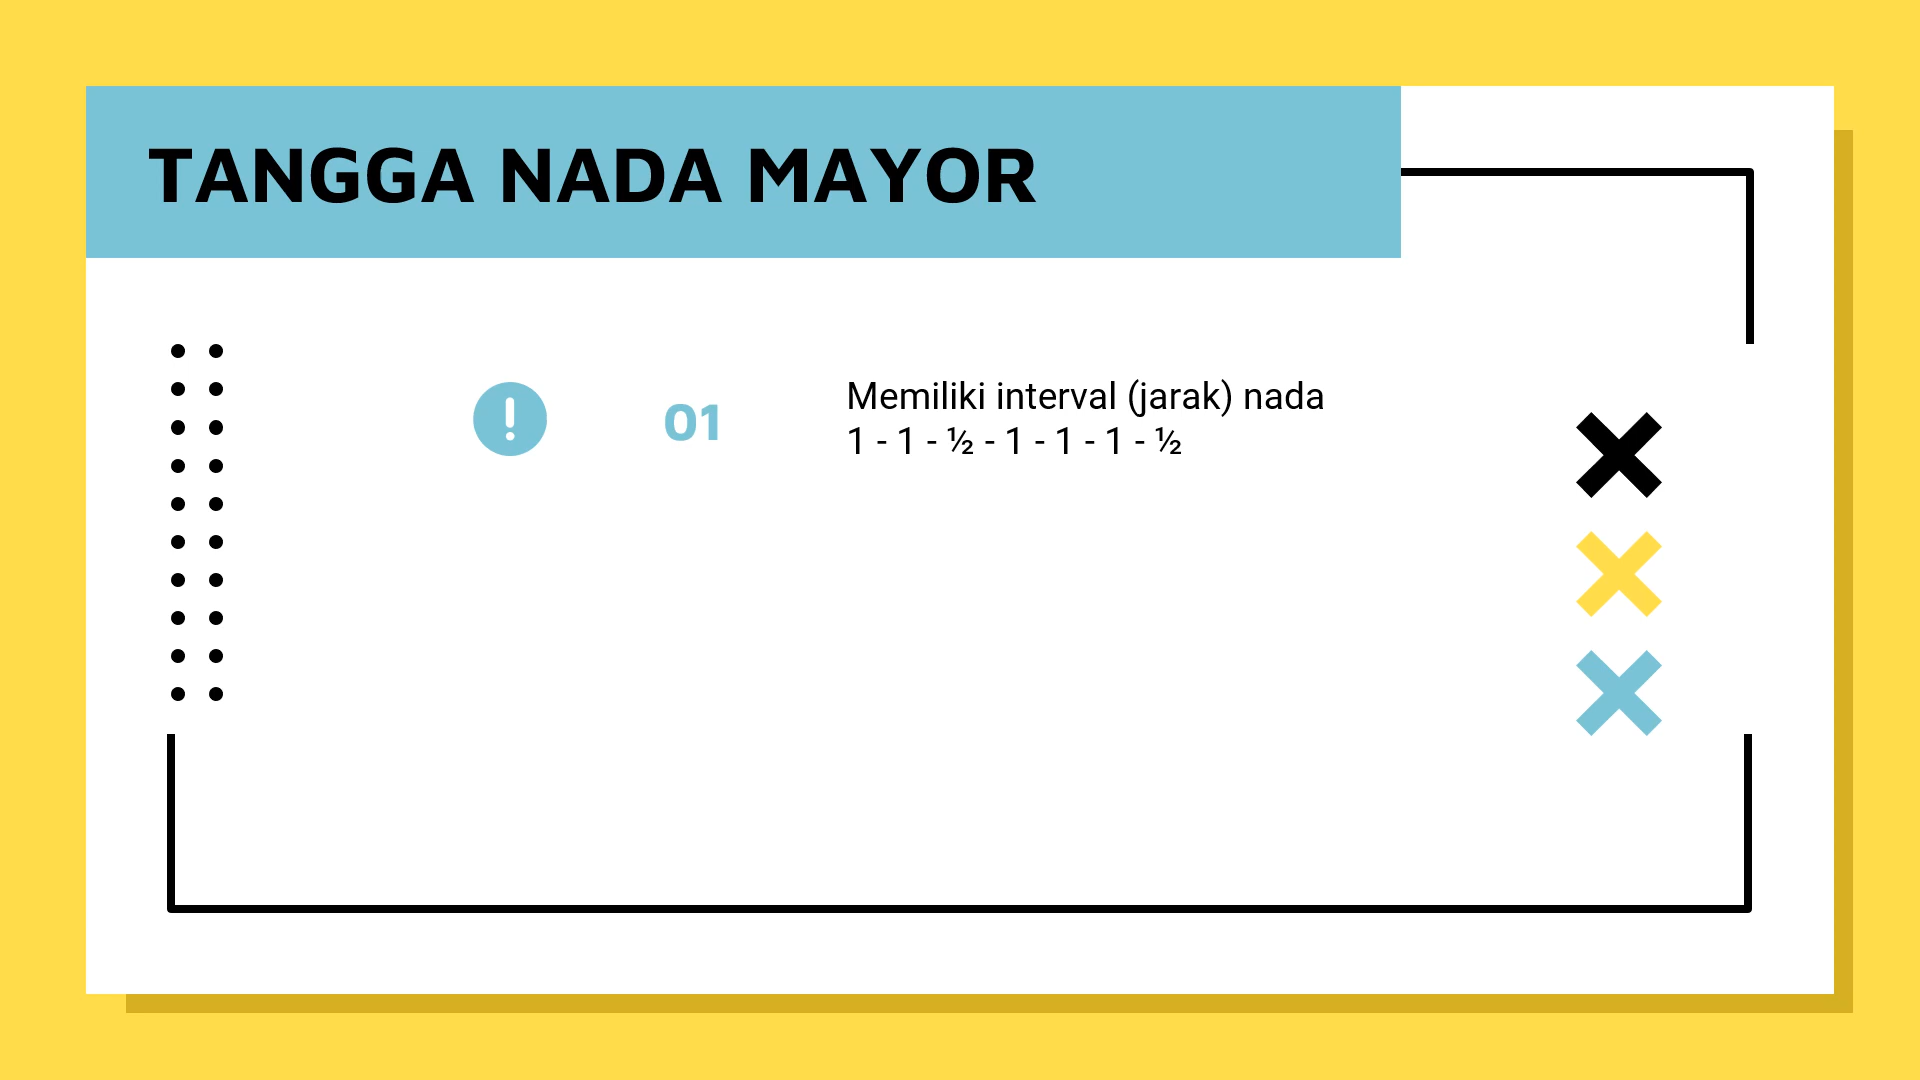 TANGGA NADA MAYOR
01
Memiliki interval (jarak) nada
1 - 1 - ½ - 1 - 1 - 1 - ½